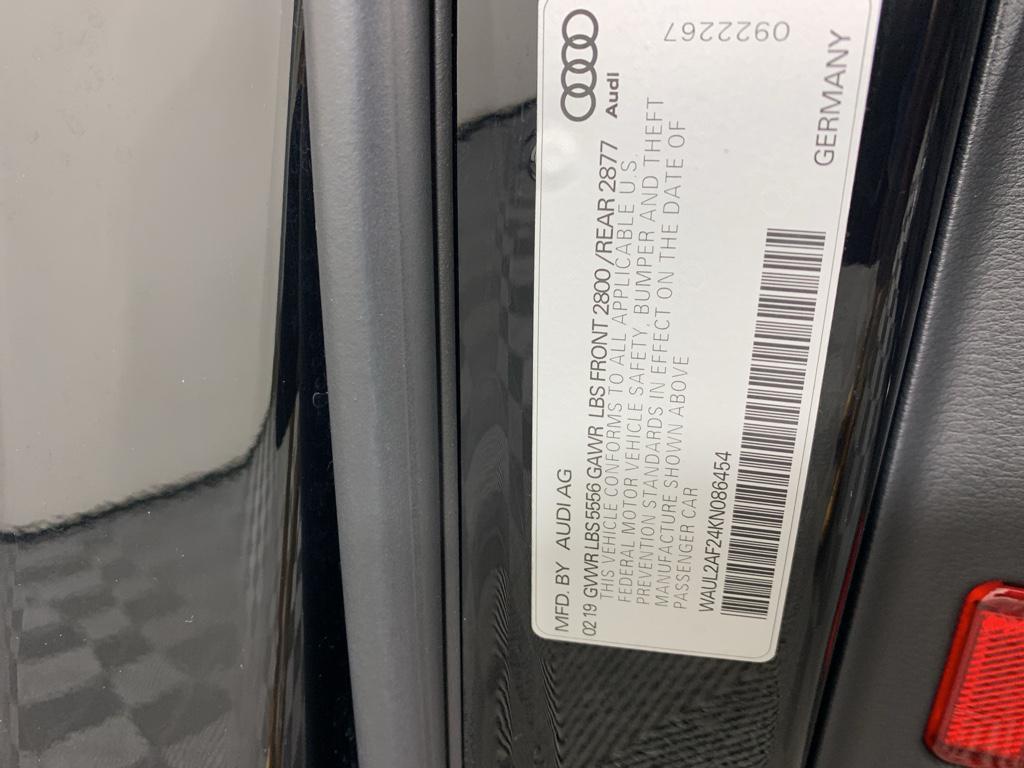 Audi
MFD. BY AUDI AG
02 19 GVWR LBS 5556 GAWR LBS FRONT 2800 / REAR 2877
THIS VEHICLE CONFORMS TO ALL APPLICABLE U.S.
FEDERAL MOTOR VEHICLE SAFETY, BUMPER AND THEFT
PREVENTION STANDARDS IN EFFECT ON THE DATE OF
MANUFACTURE SHOWN ABOVE
PASSENGER CAR
WAUL2AF24KN086454
0922267
GERMANY